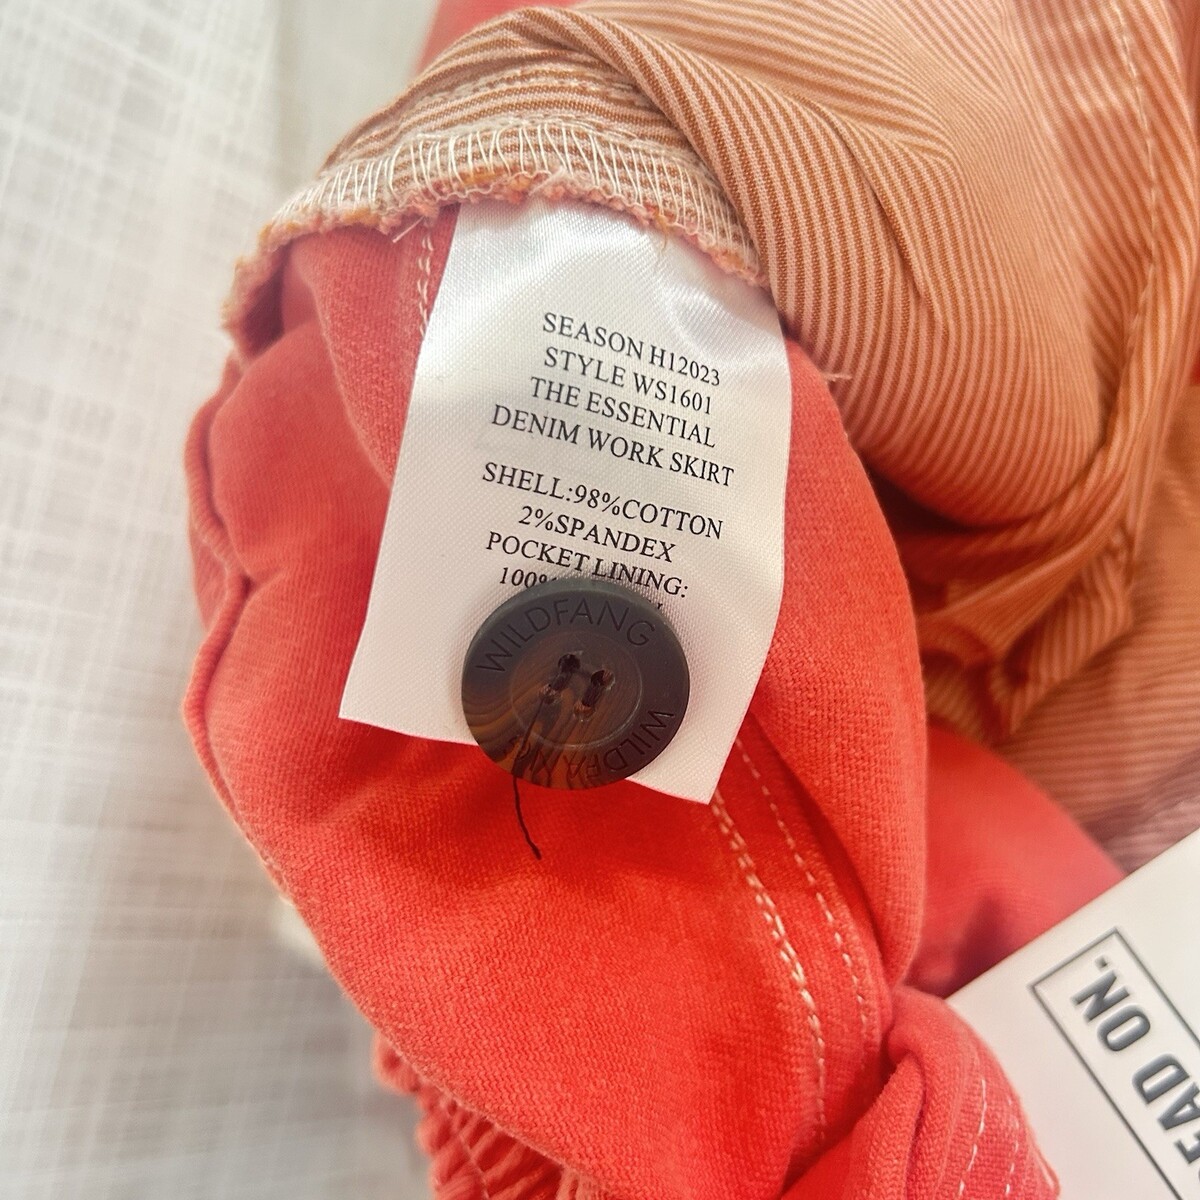 SEASON H12023
STYLE WS1601
THE ESSENTIAL
DENIM WORK SKIRT
SHELL:98%COTTON
2%SPANDEX
POCKET LINING:
WILDFANG
WILDFANG
ON.